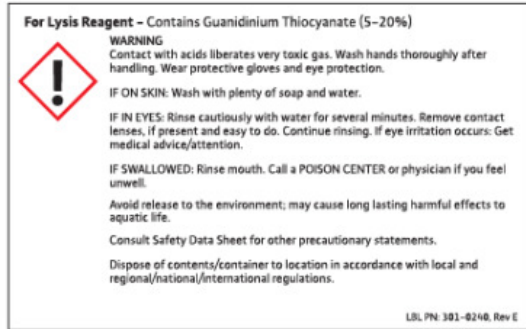 For Lysis Reagent – Contains Guanidinium Thiocyanate (5-20%)
WARNING
Contact with acids liberates very toxic gas. Wash hands thoroughly after
handling. Wear protective gloves and eye protection.
IF ON SKIN: Wash with plenty of soap and water.
IF IN EYES: Rinse cautiously with water for several minutes. Remove contact
lenses, if present and easy to do. Continue rinsing. If eye irritation occurs: Get
medical advice/attention.
IF SWALLOWED: Rinse mouth. Call a POISON CENTER or physician if you feel
unwell.
Avoid release to the environment; may cause long lasting harmful effects to
aquatic life.
Consult Safety Data Sheet for other precautionary statements.
Dispose of contents/container to location in accordance with local and
regional/national/international regulations.
LBL PN: 301-0240, Rev E